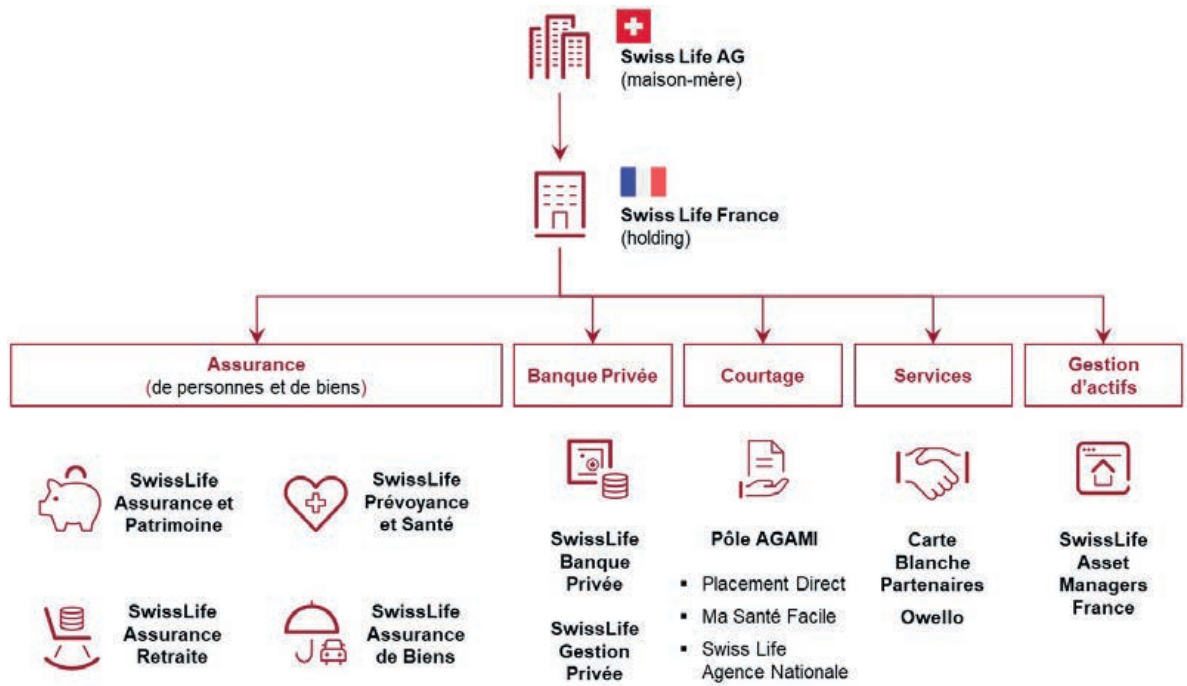 Swiss Life AG
(maison-mère)
Swiss Life France
(holding)
Assurance
(de personnes et de biens)
Banque Privée
Courtage
Services
Gestion
d'actifs
SwissLife
Assurance et
Patrimoine
SwissLife
Prévoyance
et Santé
SwissLife
Assurance
Retraite
SwissLife
Assurance
de Biens
SwissLife
Banque
Privée
SwissLife
Gestion
Privée
Pôle AGAMI
▪ Placement Direct
▪ Ma Santé Facile
▪ Swiss Life
Agence Nationale
Carte
Blanche
Partenaires
Owello
SwissLife
Asset
Managers
France